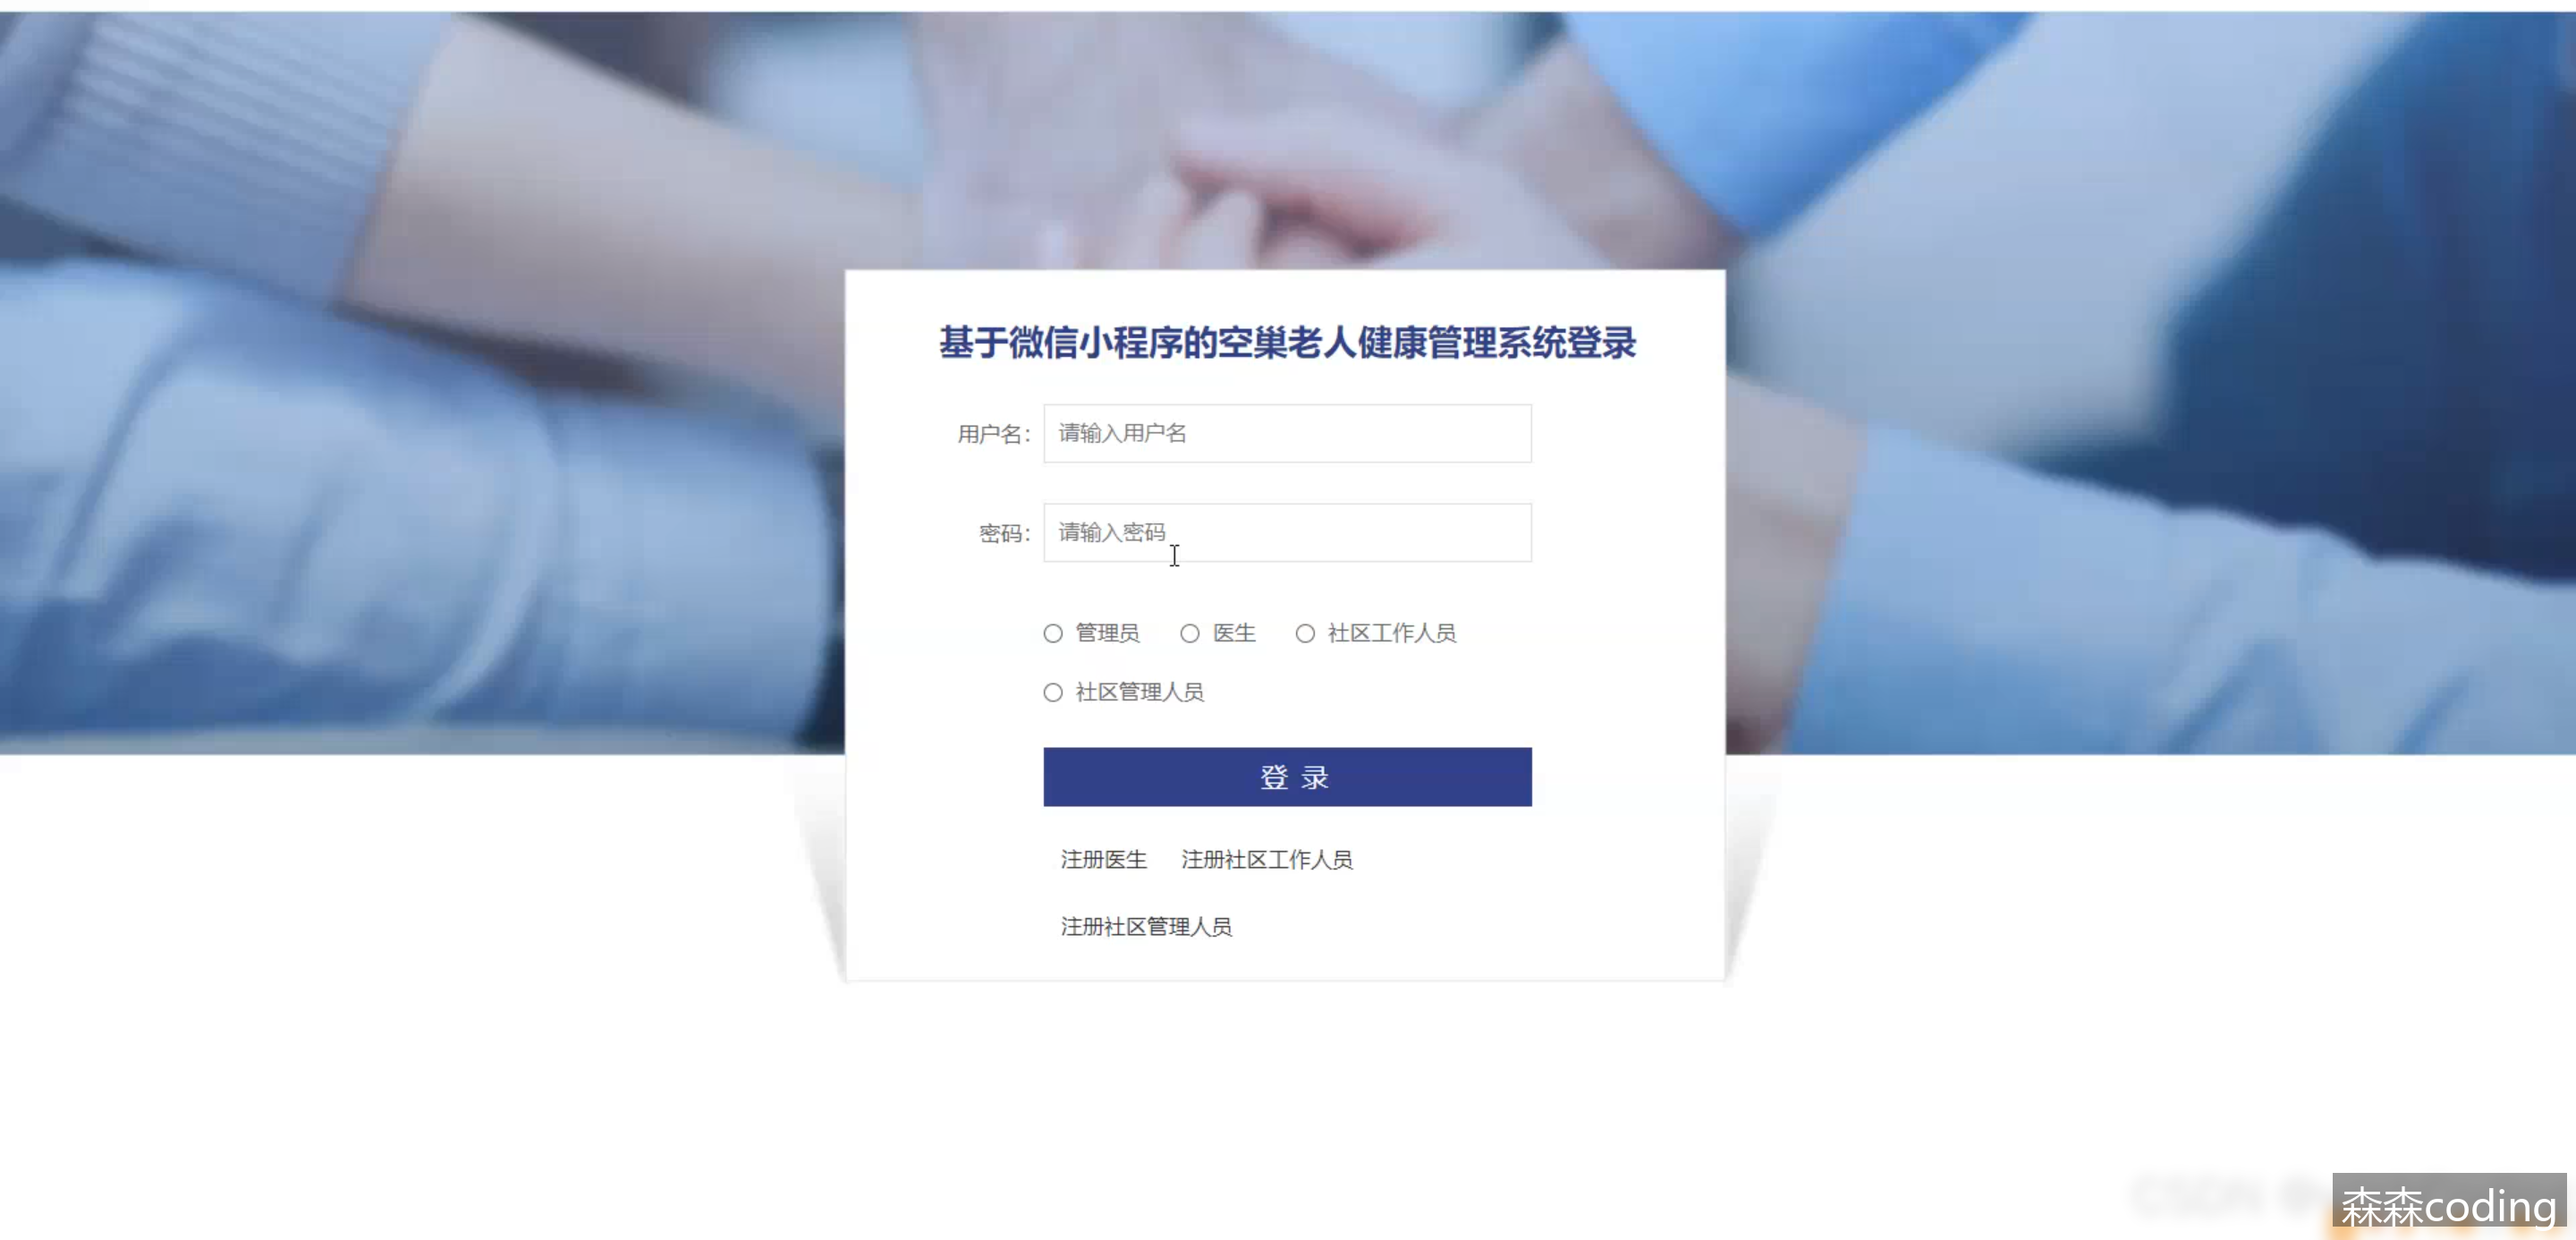 基于微信小程序的空巢老人健康管理系统登录
用户名: 请输入用户名
密码: 请输入密码
管理员 医生 社区工作人员
社区管理人员
登 录
注册医生 注册社区工作人员
注册社区管理人员
森森coding